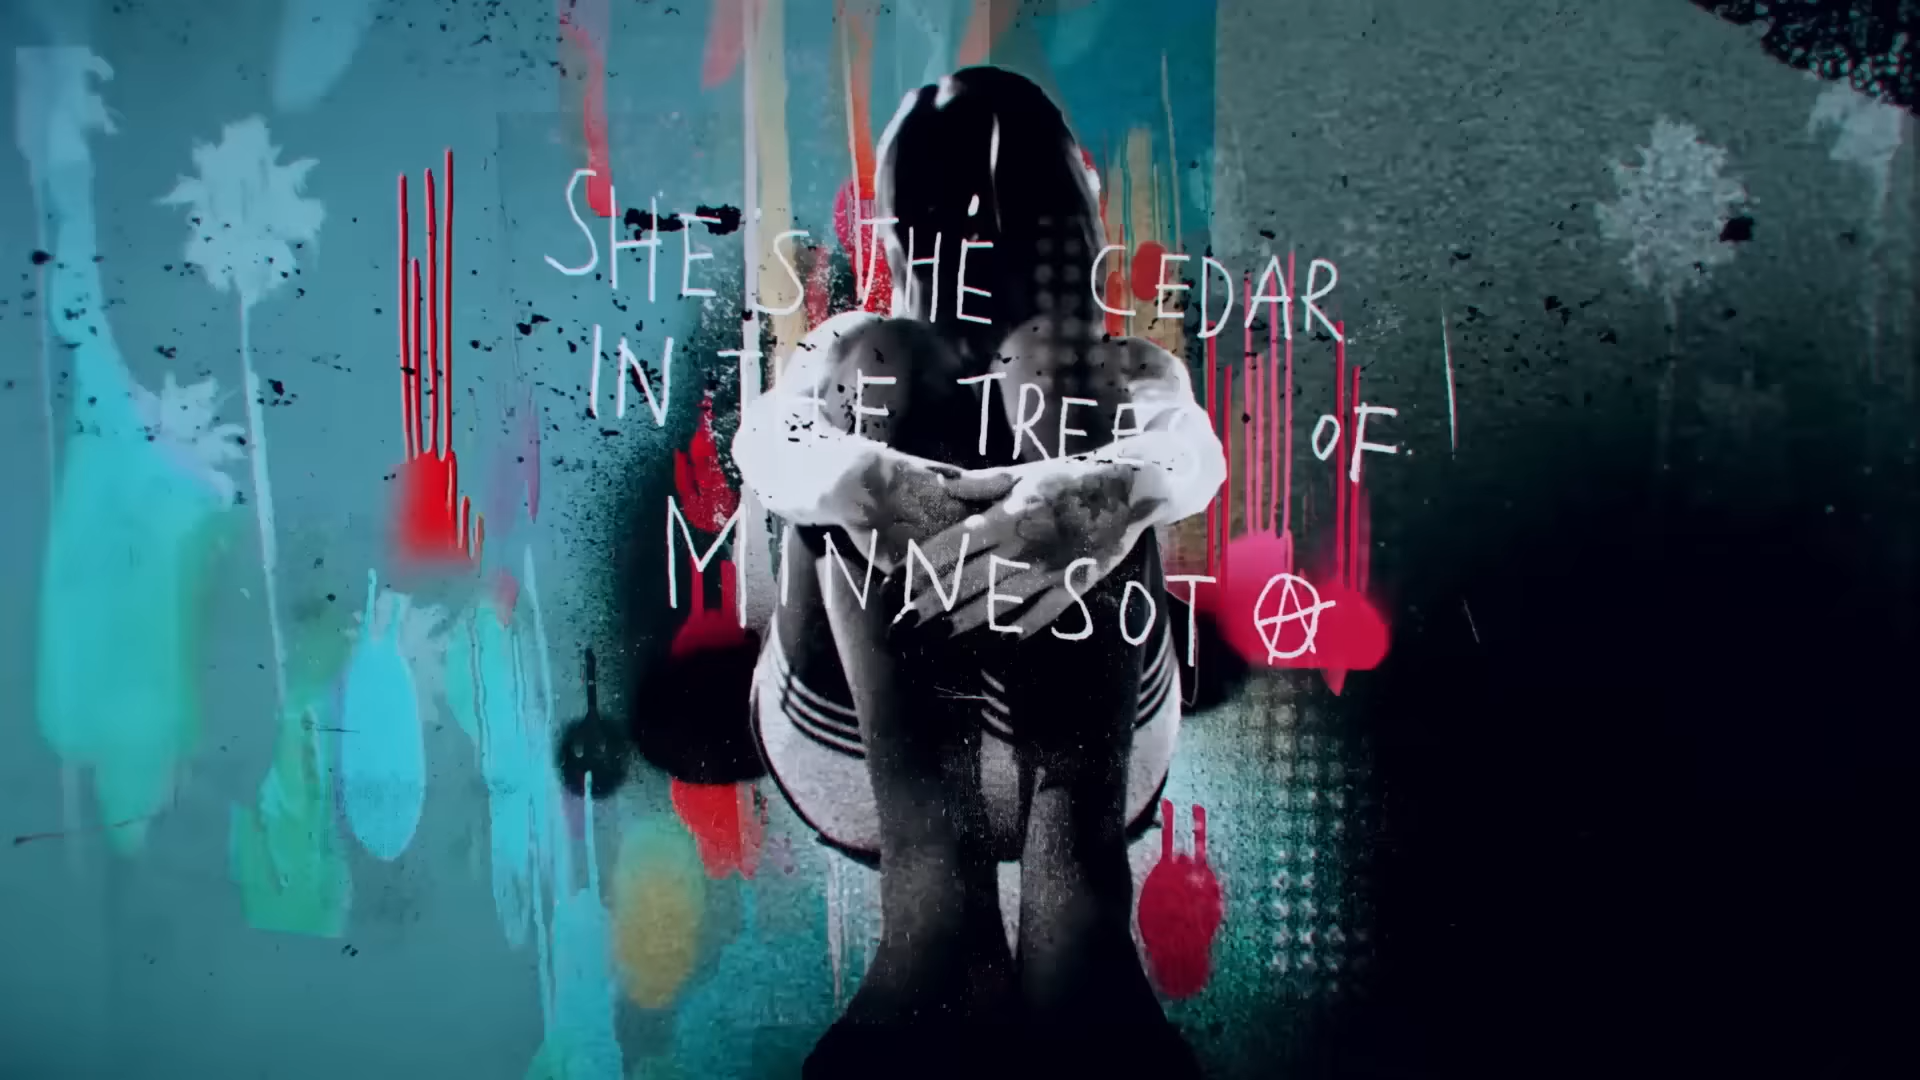 SHE'S THE CEDAR
IN THE TREES OF
MINNESOTA